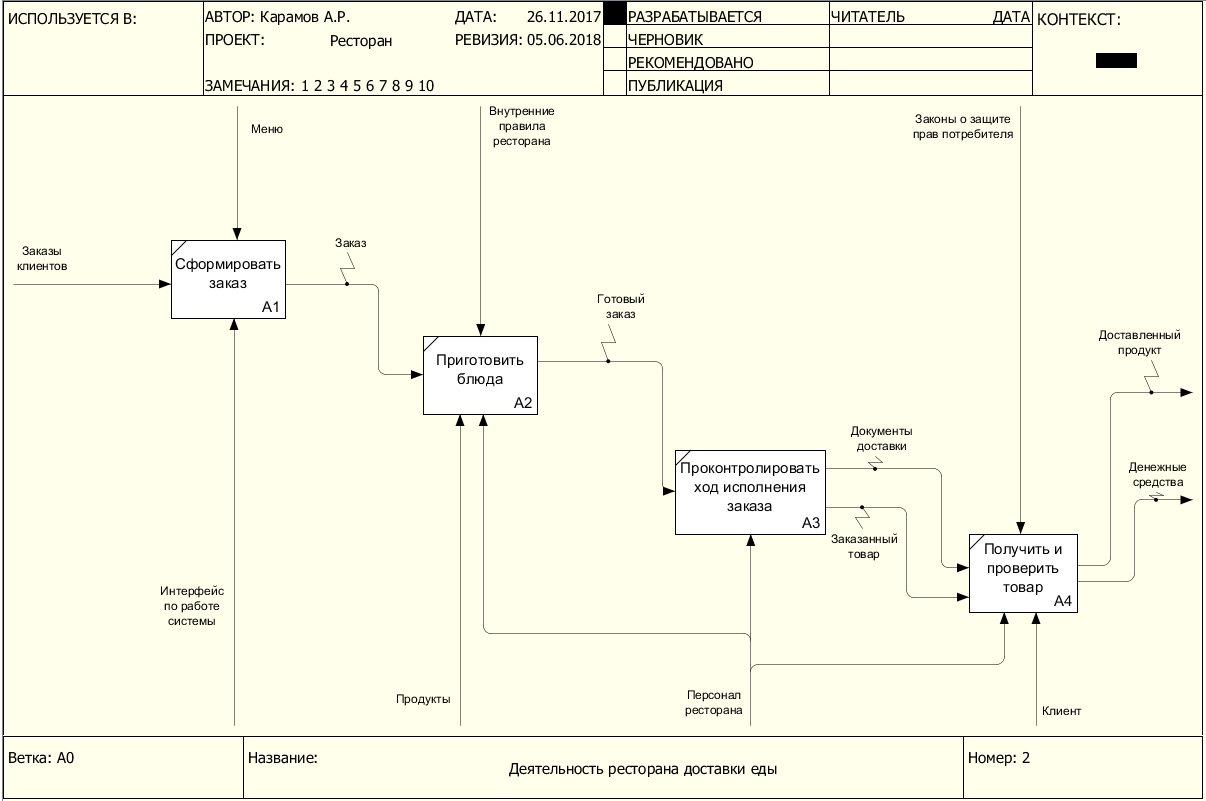 ИСПОЛЬЗУЕТСЯ В:
АВТОР: Карамов А.Р.
ДАТА: 26.11.2017
ПРОЕКТ: Ресторан
РЕВИЗИЯ: 05.06.2018
ЗАМЕЧАНИЯ: 1 2 3 4 5 6 7 8 9 10
РАЗРАБАТЫВАЕТСЯ
ЧЕРНОВИК
РЕКОМЕНДОВАНО
ПУБЛИКАЦИЯ
ЧИТАТЕЛЬ
ДАТА
КОНТЕКСТ:
Меню
Внутренние
правила
ресторана
Законы о защите
прав потребителя
Заказы
клиентов
Сформировать
заказ
A1
Заказ
Готовый
заказ
Приготовить
блюда
A2
Доставленный
продукт
Документы
доставки
Проконтролировать
ход исполнения
заказа
A3
Денежные
средства
Заказанный
товар
Получить и
проверить
товар
A4
Интерфейс
по работе
системы
Продукты
Персонал
ресторана
Клиент
Ветка: A0
Название:
Деятельность ресторана доставки еды
Номер: 2